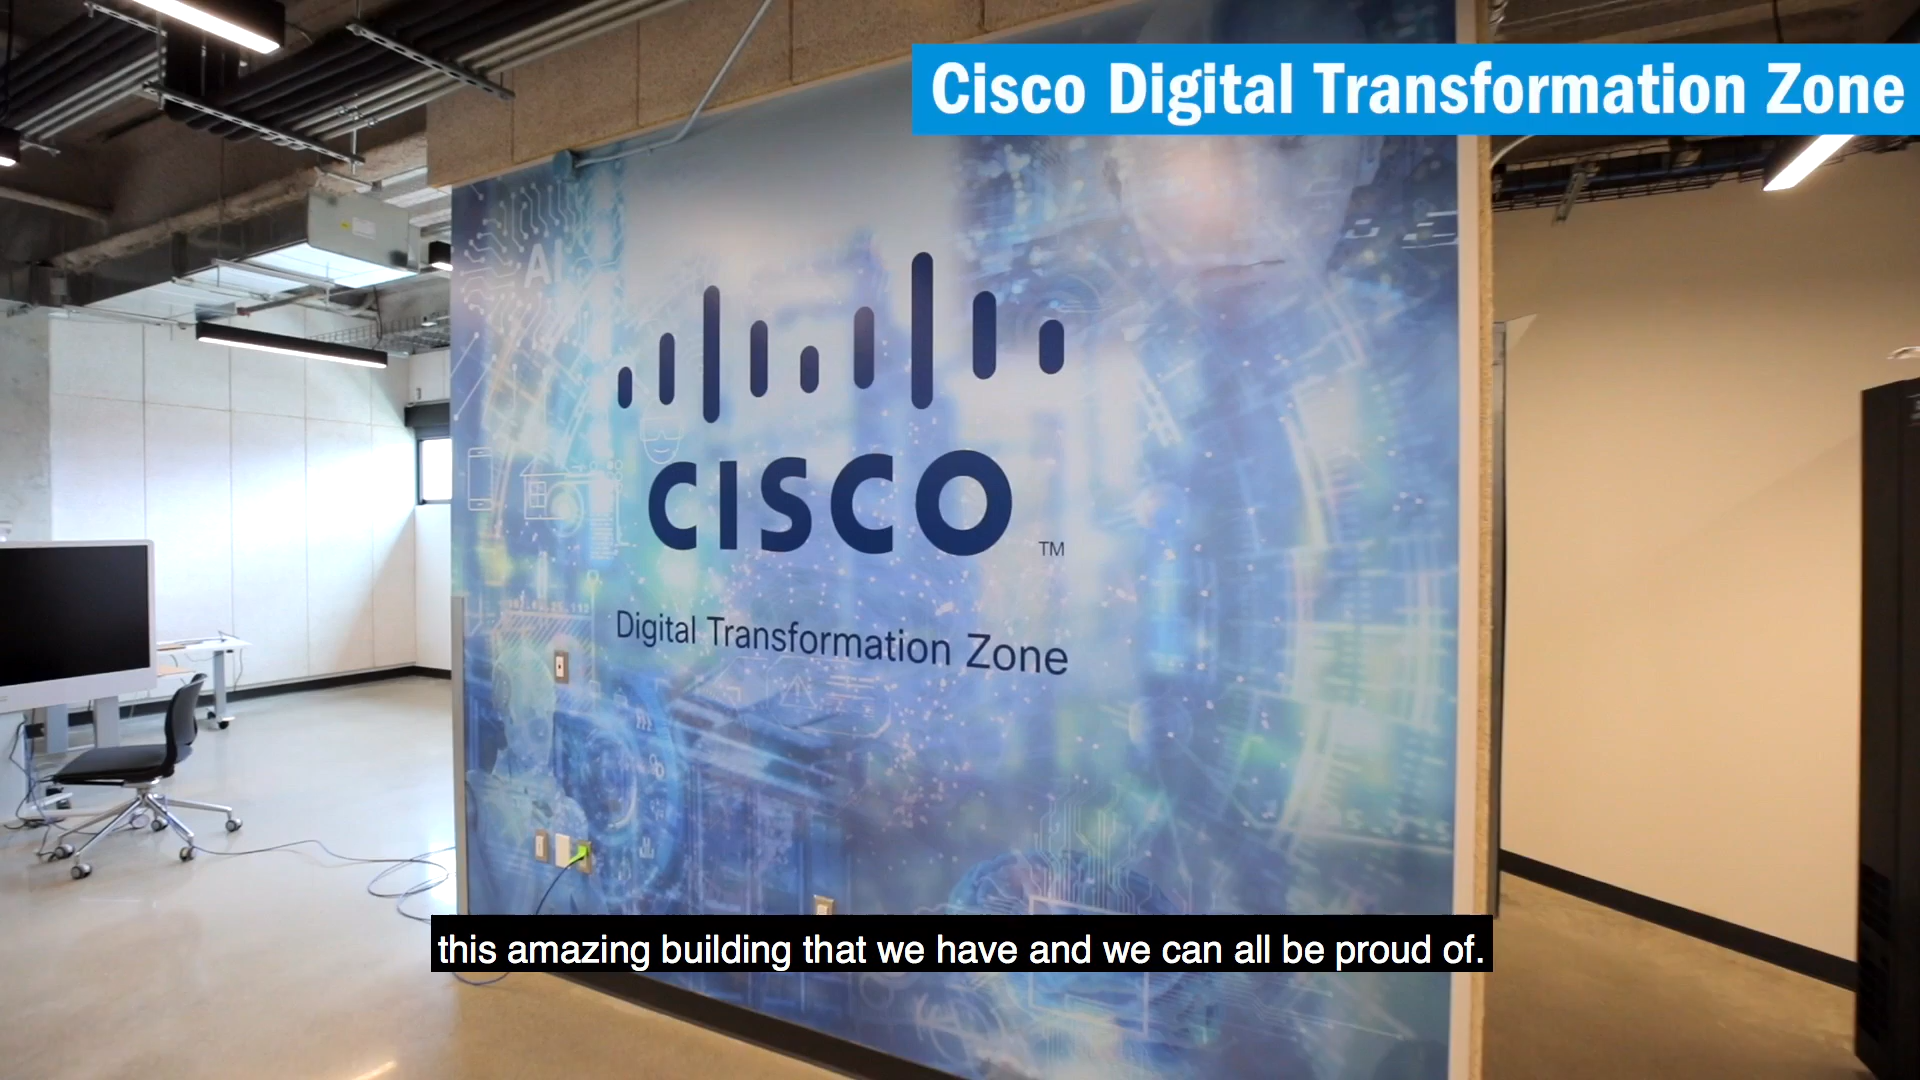 Cisco Digital Transformation Zone
AI
CISCO
TM
Digital Transformation Zone
this amazing building that we have and we can all be proud of.